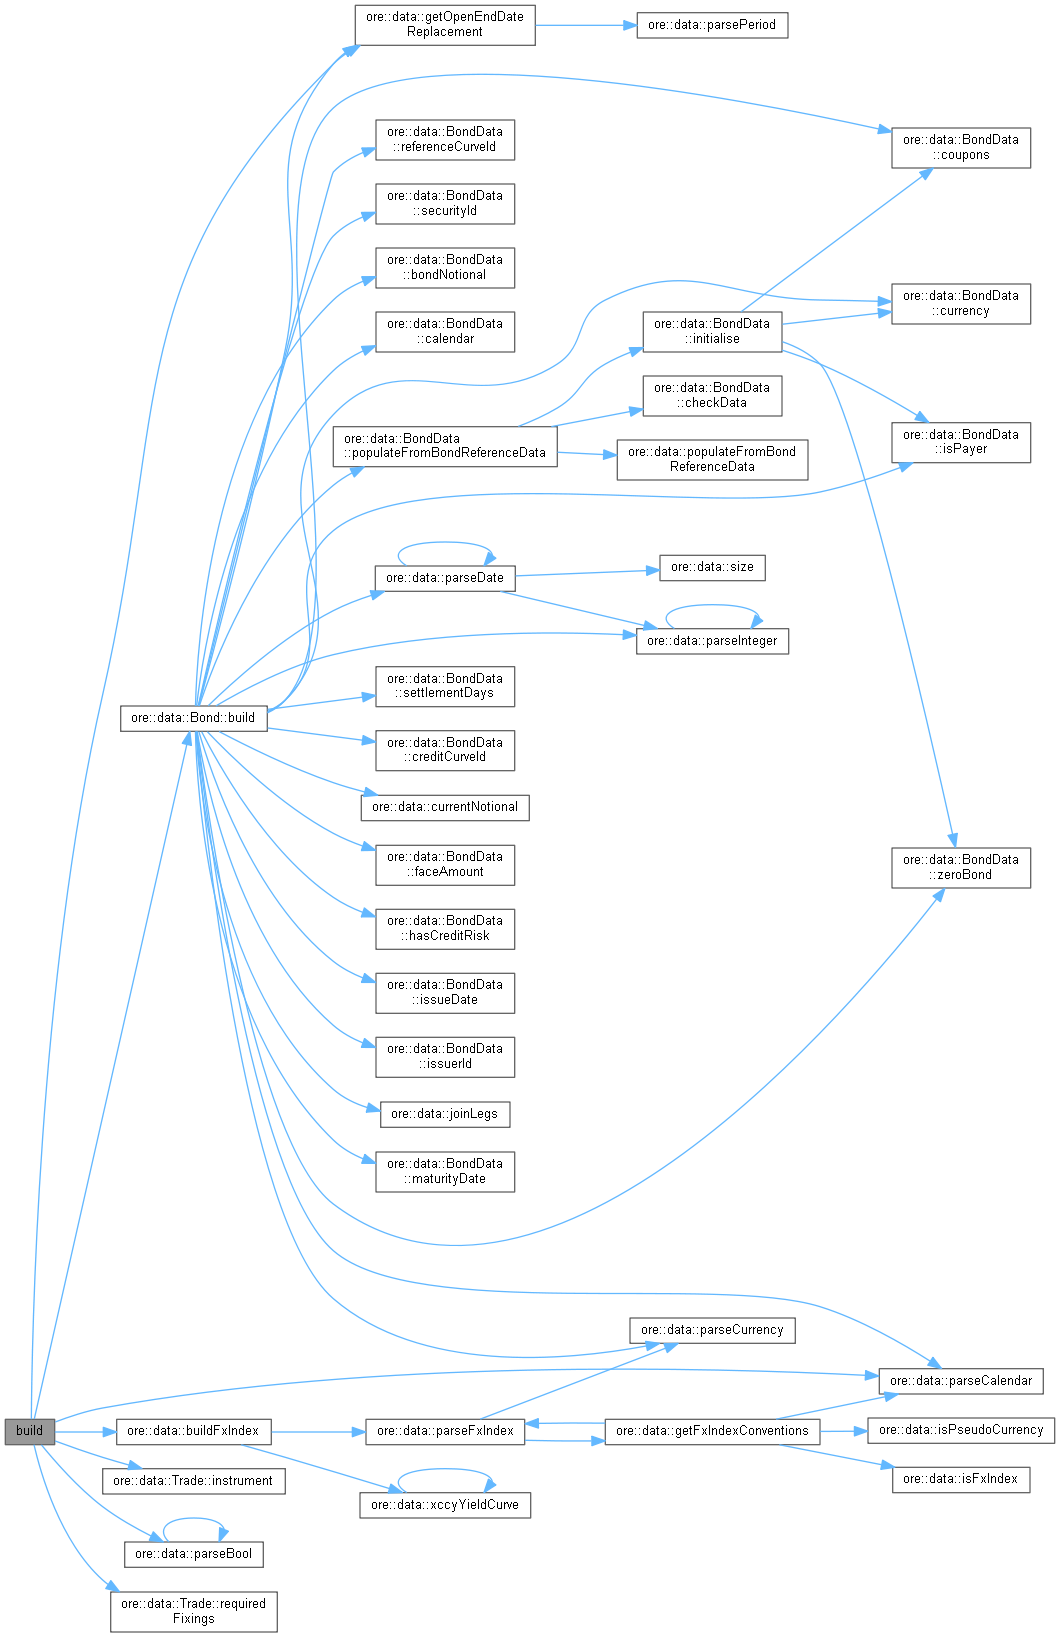 ore::data::getOpenEndDate
Replacement
ore::data::parsePeriod
ore::data::BondData
::referenceCurveId
ore::data::BondData
::coupons
ore::data::BondData
::securityId
ore::data::BondData
::bondNotional
ore::data::BondData
::currency
ore::data::BondData
::calendar
ore::data::BondData
::initialise
ore::data::BondData
::checkData
ore::data::BondData
::populateFromBondReferenceData
ore::data::populateFromBond
ReferenceData
ore::data::BondData
::isPayer
ore::data::parseDate
ore::data::size
ore::data::parseInteger
ore::data::BondData
::settlementDays
ore::data::Bond::build
ore::data::BondData
::creditCurveId
ore::data::currentNotional
ore::data::BondData
::faceAmount
ore::data::BondData
::zeroBond
ore::data::BondData
::hasCreditRisk
ore::data::BondData
::issueDate
ore::data::BondData
::issuerId
ore::data::joinLegs
ore::data::BondData
::maturityDate
ore::data::parseCurrency
ore::data::parseCalendar
build
ore::data::buildFxIndex
ore::data::parseFxIndex
ore::data::getFxIndexConventions
ore::data::isPseudoCurrency
ore::data::Trade::instrument
ore::data::isFxIndex
ore::data::xccyYieldCurve
ore::data::parseBool
ore::data::Trade::required
Fixings